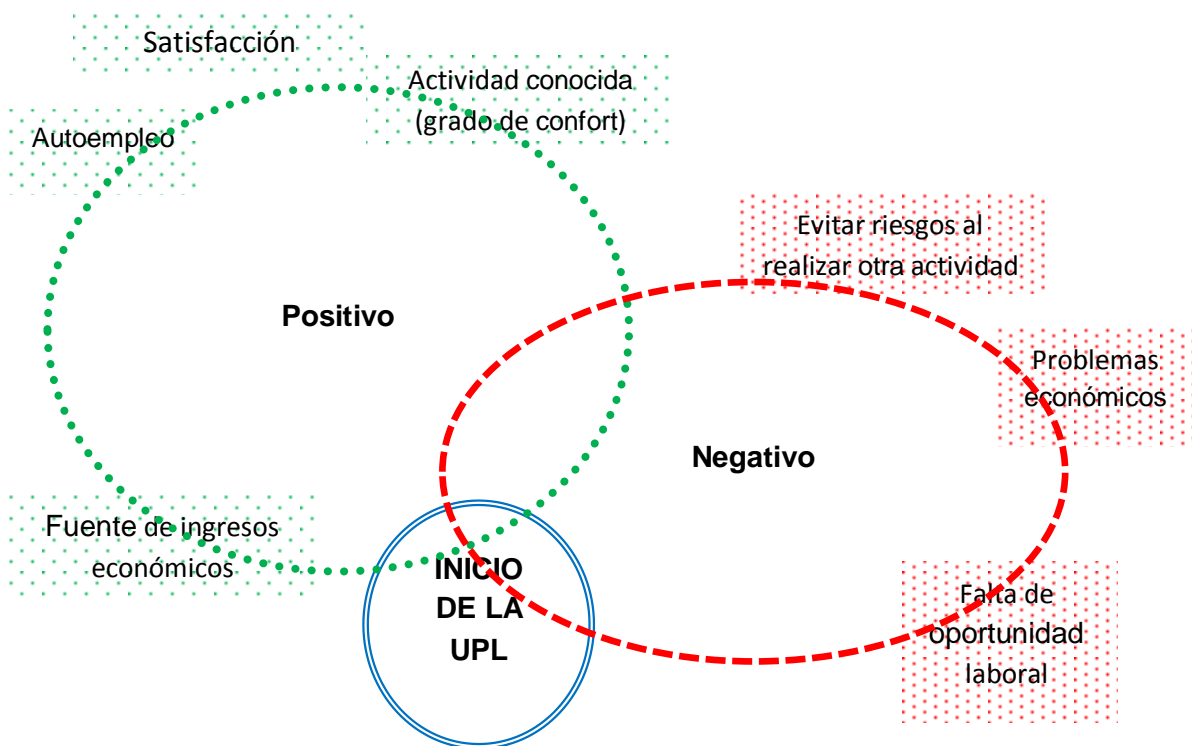 Satisfacción
Actividad conocida
(grado de confort)
Autoempleo
Evitar riesgos al
realizar otra actividad
Positivo
Problemas
económicos
Negativo
Fuente de ingresos
económicos
INICIO
DE LA
UPL
Falta de
oportunidad
laboral